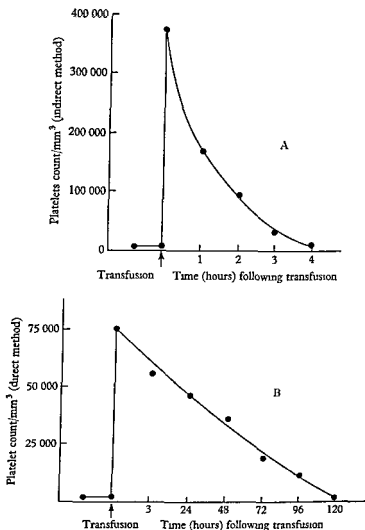 400 000
300 000
200 000
100 000
0
Platelets count/mm³ (indirect method)
A
1 2 3 4
Transfusion Time (hours) following transfusion
75 000
50 000
25 000
Platelet count/mm³ (direct method)
B
3 24 48 72 96 120
Transfusion Time (hours) following transfusion